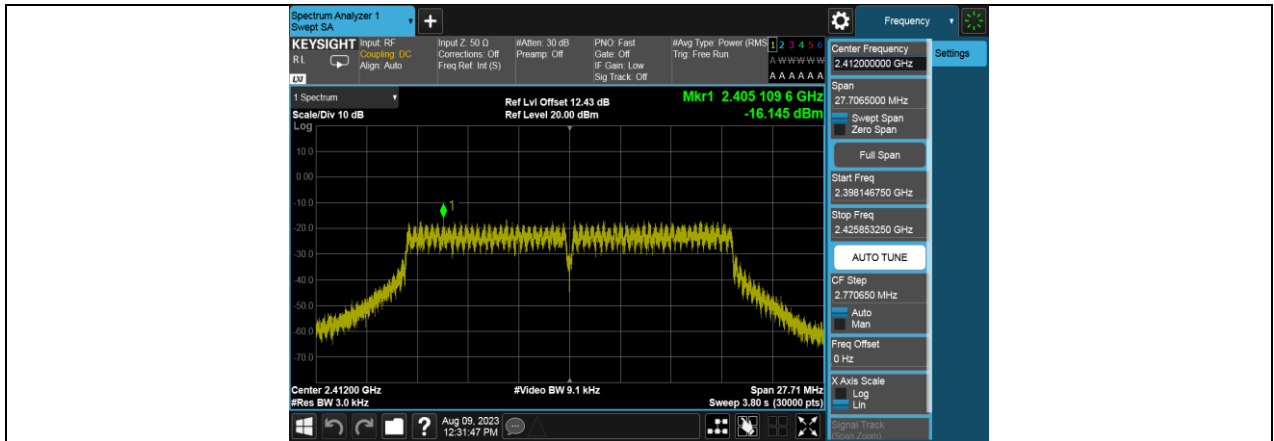 Spectrum Analyzer 1
Swept SA
+
Frequency
KEYSIGHT
R L
LXI
Input: RF
Coupling: DC
Align: Auto
Input Z: 50 Ω
Corrections: Off
Freq Ref: Int (S)
#Atten: 30 dB
Preamp: Off
PNO: Fast
Gate: Off
IF Gain: Low
Sig Track: Off
#Avg Type: Power (RMS
Trig: Free Run
1 2 3 4 5 6
A W W W W W
A A A A A A
1 Spectrum
Scale/Div 10 dB
Log
Ref Lvl Offset 12.43 dB
Ref Level 20.00 dBm
Mkr1 2.405 109 6 GHz
-16.145 dBm
10.0
0.00
-10.0
-20.0
-30.0
-40.0
-50.0
-60.0
-70.0
1
Center 2.41200 GHz
#Res BW 3.0 kHz
#Video BW 9.1 kHz
Span 27.71 MHz
Sweep 3.80 s (30000 pts)
Center Frequency
2.412000000 GHz
Settings
Span
27.7065000 MHz
Swept Span
Zero Span
Full Span
Start Freq
2.398146750 GHz
Stop Freq
2.425853250 GHz
AUTO TUNE
CF Step
2.770650 MHz
Auto
Man
Freq Offset
0 Hz
X Axis Scale
Log
Lin
Signal Track
(Span Zoom)
?
Aug 09, 2023
12:31:47 PM